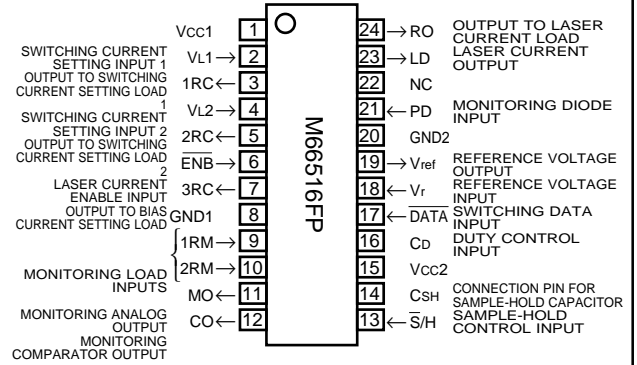 VCC1 1
SWITCHING CURRENT
SETTING INPUT 1
VL1→ 2
OUTPUT TO SWITCHING
CURRENT SETTING LOAD
1
1RC← 3
SWITCHING CURRENT
SETTING INPUT 2
VL2→ 4
OUTPUT TO SWITCHING
CURRENT SETTING LOAD
2
2RC← 5
LASER CURRENT
ENABLE INPUT
E̅N̅B̅→ 6
OUTPUT TO BIAS
CURRENT SETTING LOAD
3RC← 7
GND1 8
MONITORING LOAD
INPUTS
1RM→ 9
2RM→ 10
MONITORING ANALOG
OUTPUT
MO← 11
MONITORING
COMPARATOR OUTPUT
CO← 12
M66516FP
24 →RO OUTPUT TO LASER
CURRENT LOAD
23 →LD LASER CURRENT
OUTPUT
22 NC
21 ←PD MONITORING DIODE
INPUT
20 GND2
19 →Vref REFERENCE VOLTAGE
OUTPUT
18 ←Vr REFERENCE VOLTAGE
INPUT
17 ←D̅A̅T̅A̅ SWITCHING DATA
INPUT
16 CD DUTY CONTROL
INPUT
15 VCC2
14 CSH CONNECTION PIN FOR
SAMPLE-HOLD CAPACITOR
13 ←S̅/H SAMPLE-HOLD
CONTROL INPUT